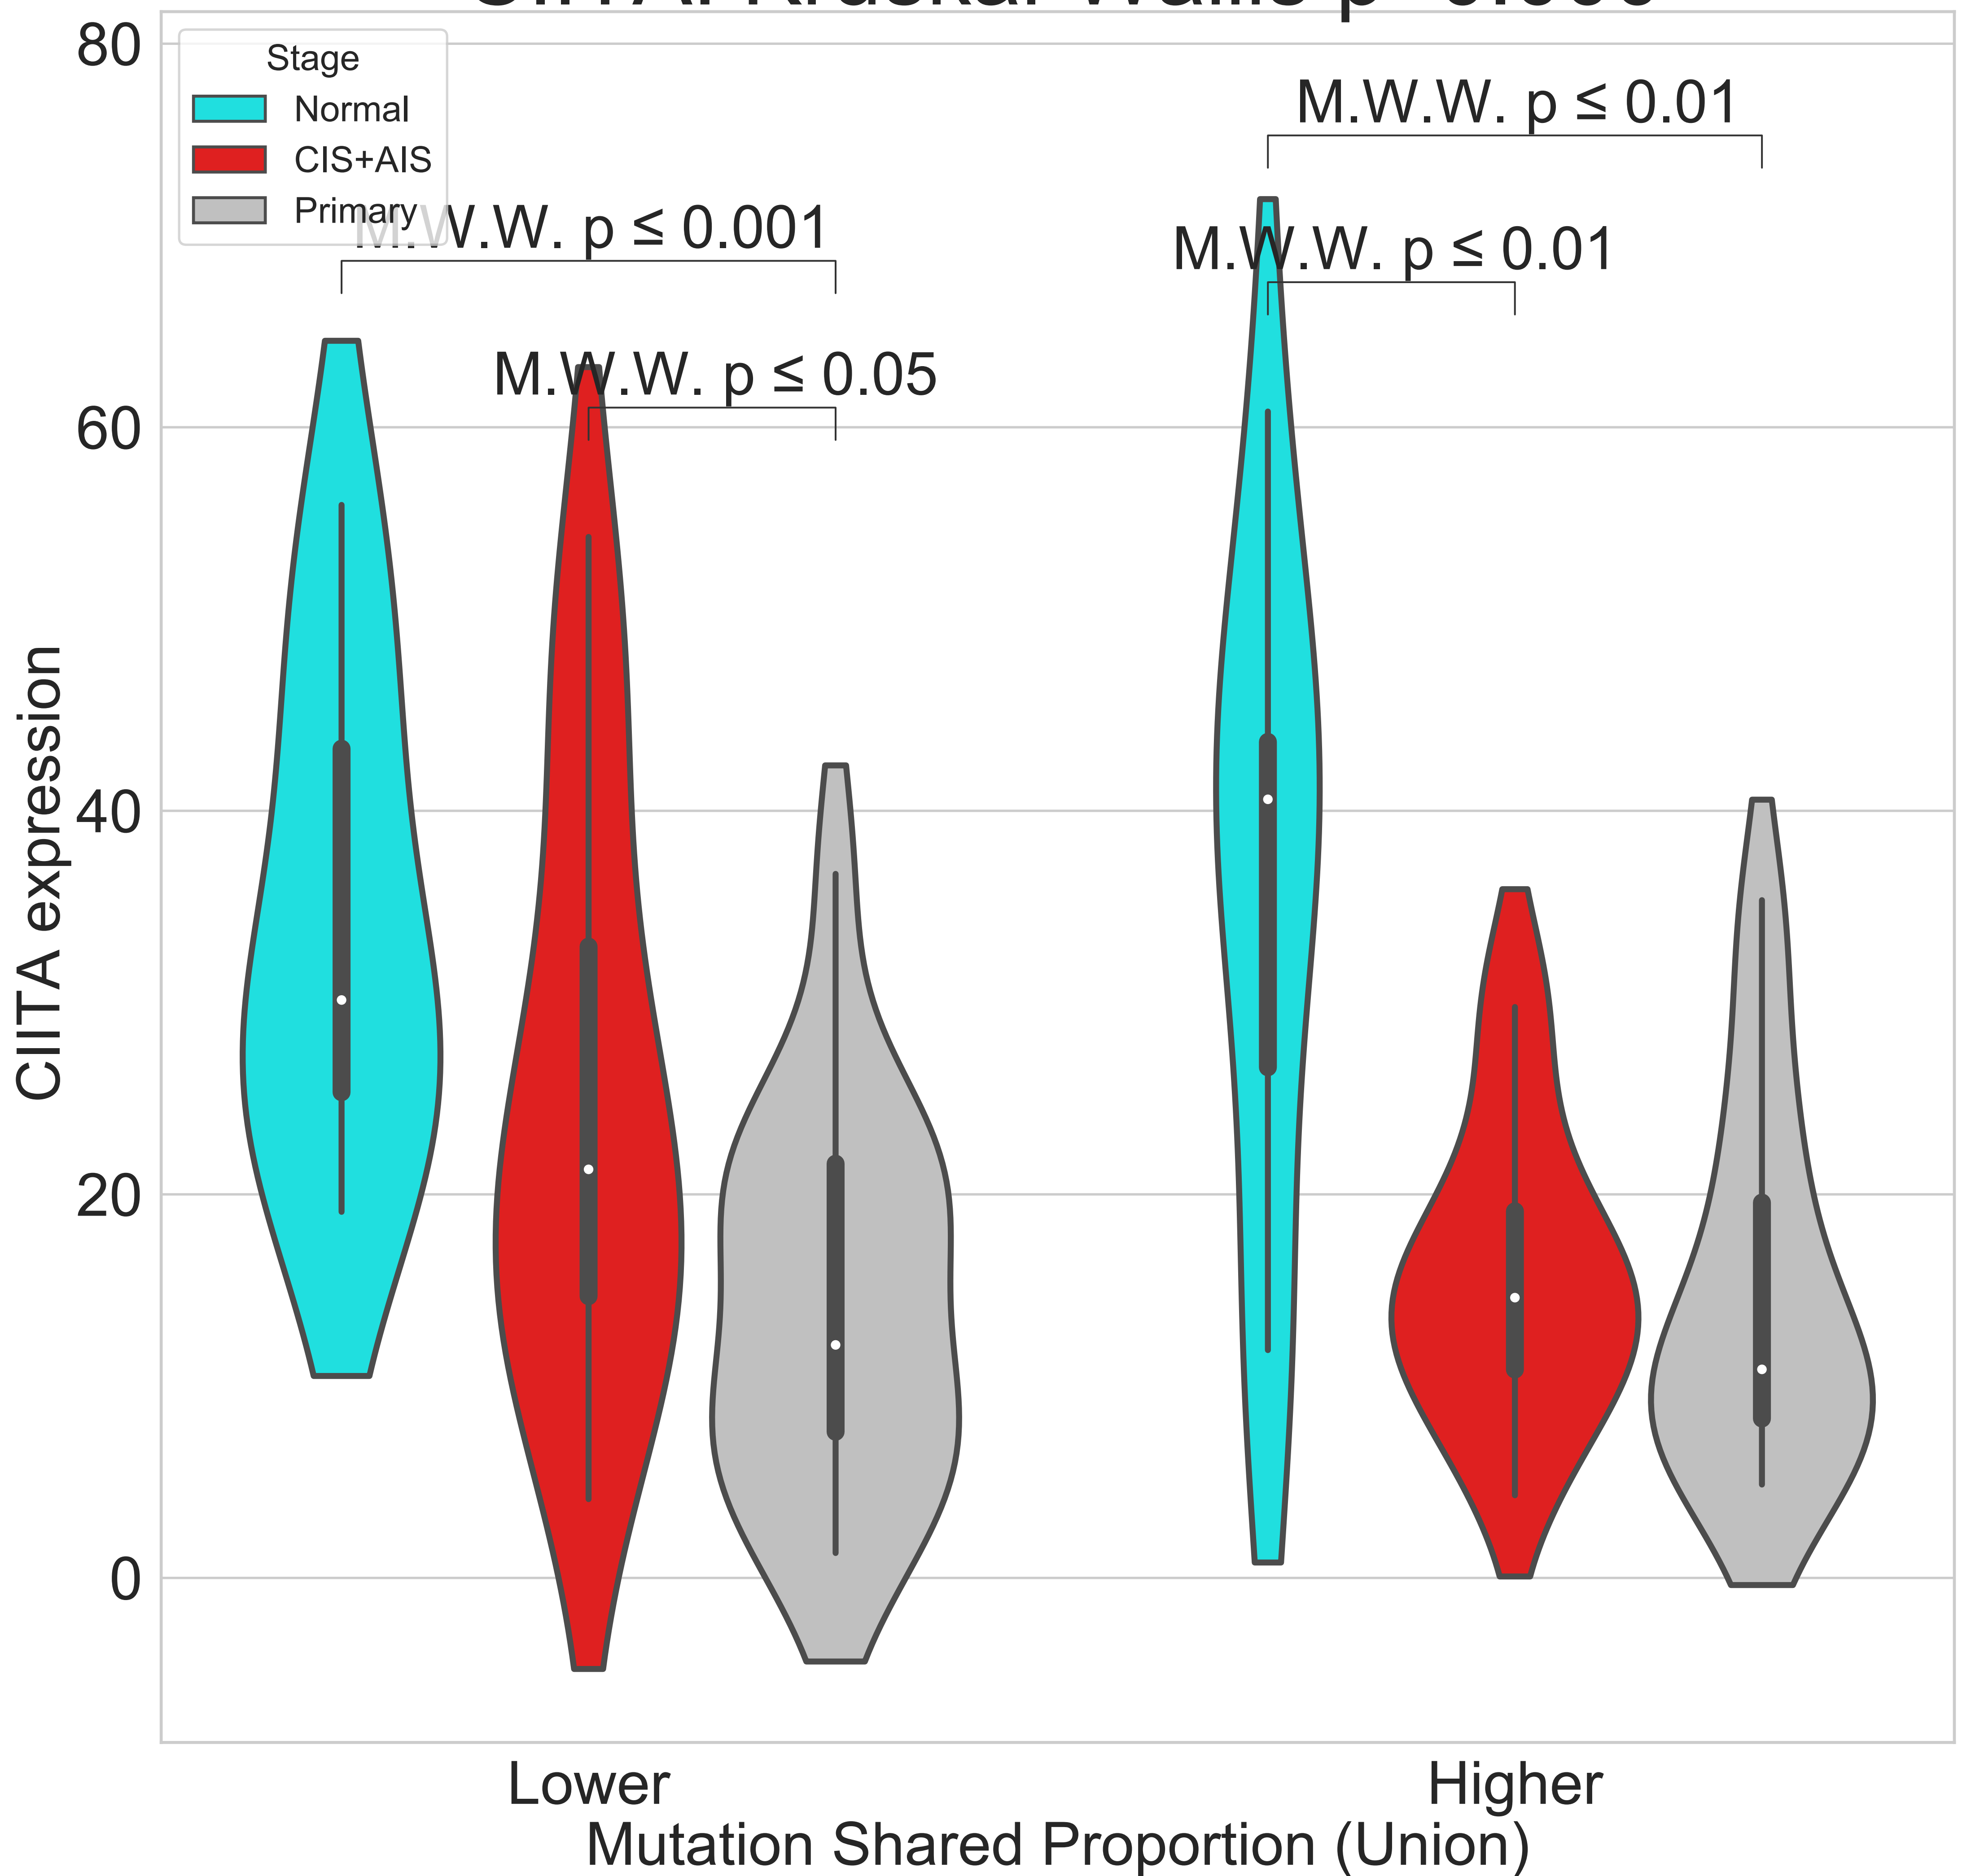 80
60
40
20
0
CIITA expression
Stage
Normal
CIS+AIS
Primary
M.W.W. p ≤ 0.01
M.W.W. p ≤ 0.001
M.W.W. p ≤ 0.01
M.W.W. p ≤ 0.05
Lower
Higher
Mutation Shared Proportion (Union)